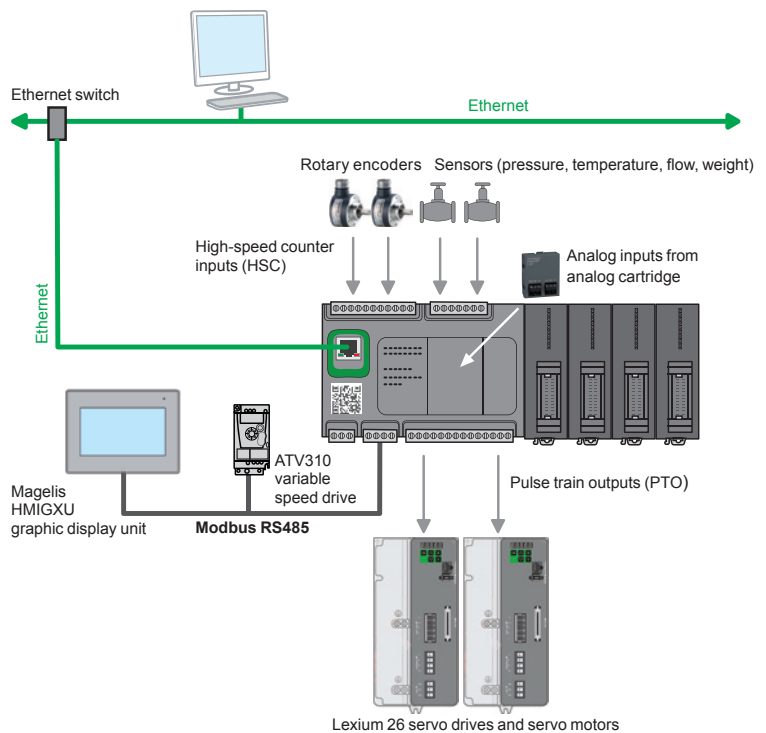 Ethernet switch
Ethernet
Rotary encoders
Sensors (pressure, temperature, flow, weight)
High-speed counter
inputs (HSC)
Analog inputs from
analog cartridge
Ethernet
ATV310
variable
speed drive
Magelis
HMIGXU
graphic display unit
Modbus RS485
Pulse train outputs (PTO)
Lexium 26 servo drives and servo motors